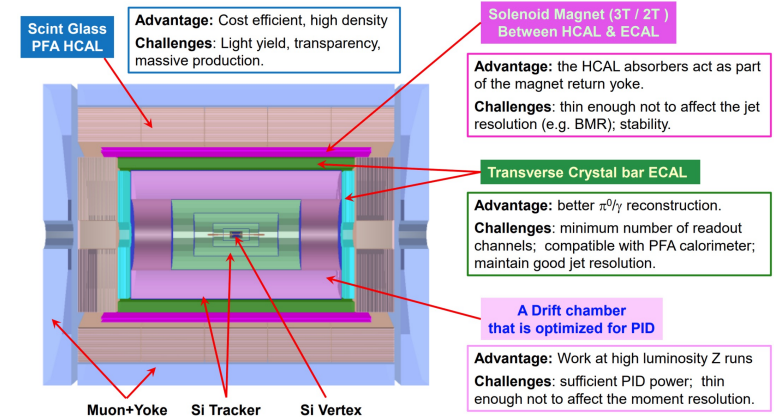 Scint Glass
PFA HCAL
Advantage: Cost efficient, high density
Challenges: Light yield, transparency,
massive production.
Solenoid Magnet (3T / 2T )
Between HCAL & ECAL
Advantage: the HCAL absorbers act as part
of the magnet return yoke.
Challenges: thin enough not to affect the jet
resolution (e.g. BMR); stability.
Transverse Crystal bar ECAL
Advantage: better π⁰/γ reconstruction.
Challenges: minimum number of readout
channels; compatible with PFA calorimeter;
maintain good jet resolution.
A Drift chamber
that is optimized for PID
Advantage: Work at high luminosity Z runs
Challenges: sufficient PID power; thin
enough not to affect the moment resolution.
Muon+Yoke
Si Tracker
Si Vertex